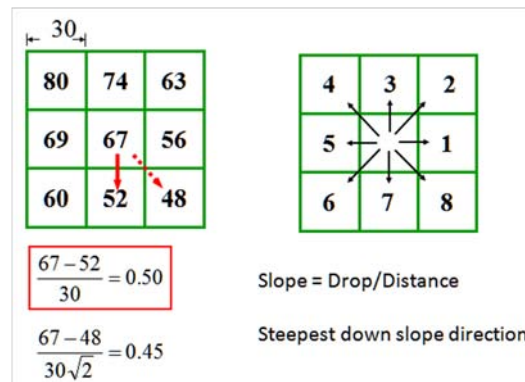 30
80 74 63
69 67 56
60 52 48
4 3 2
5 1
6 7 8
67 − 52
30
= 0.50
67 − 48
30√2
= 0.45
Slope = Drop/Distance
Steepest down slope direction